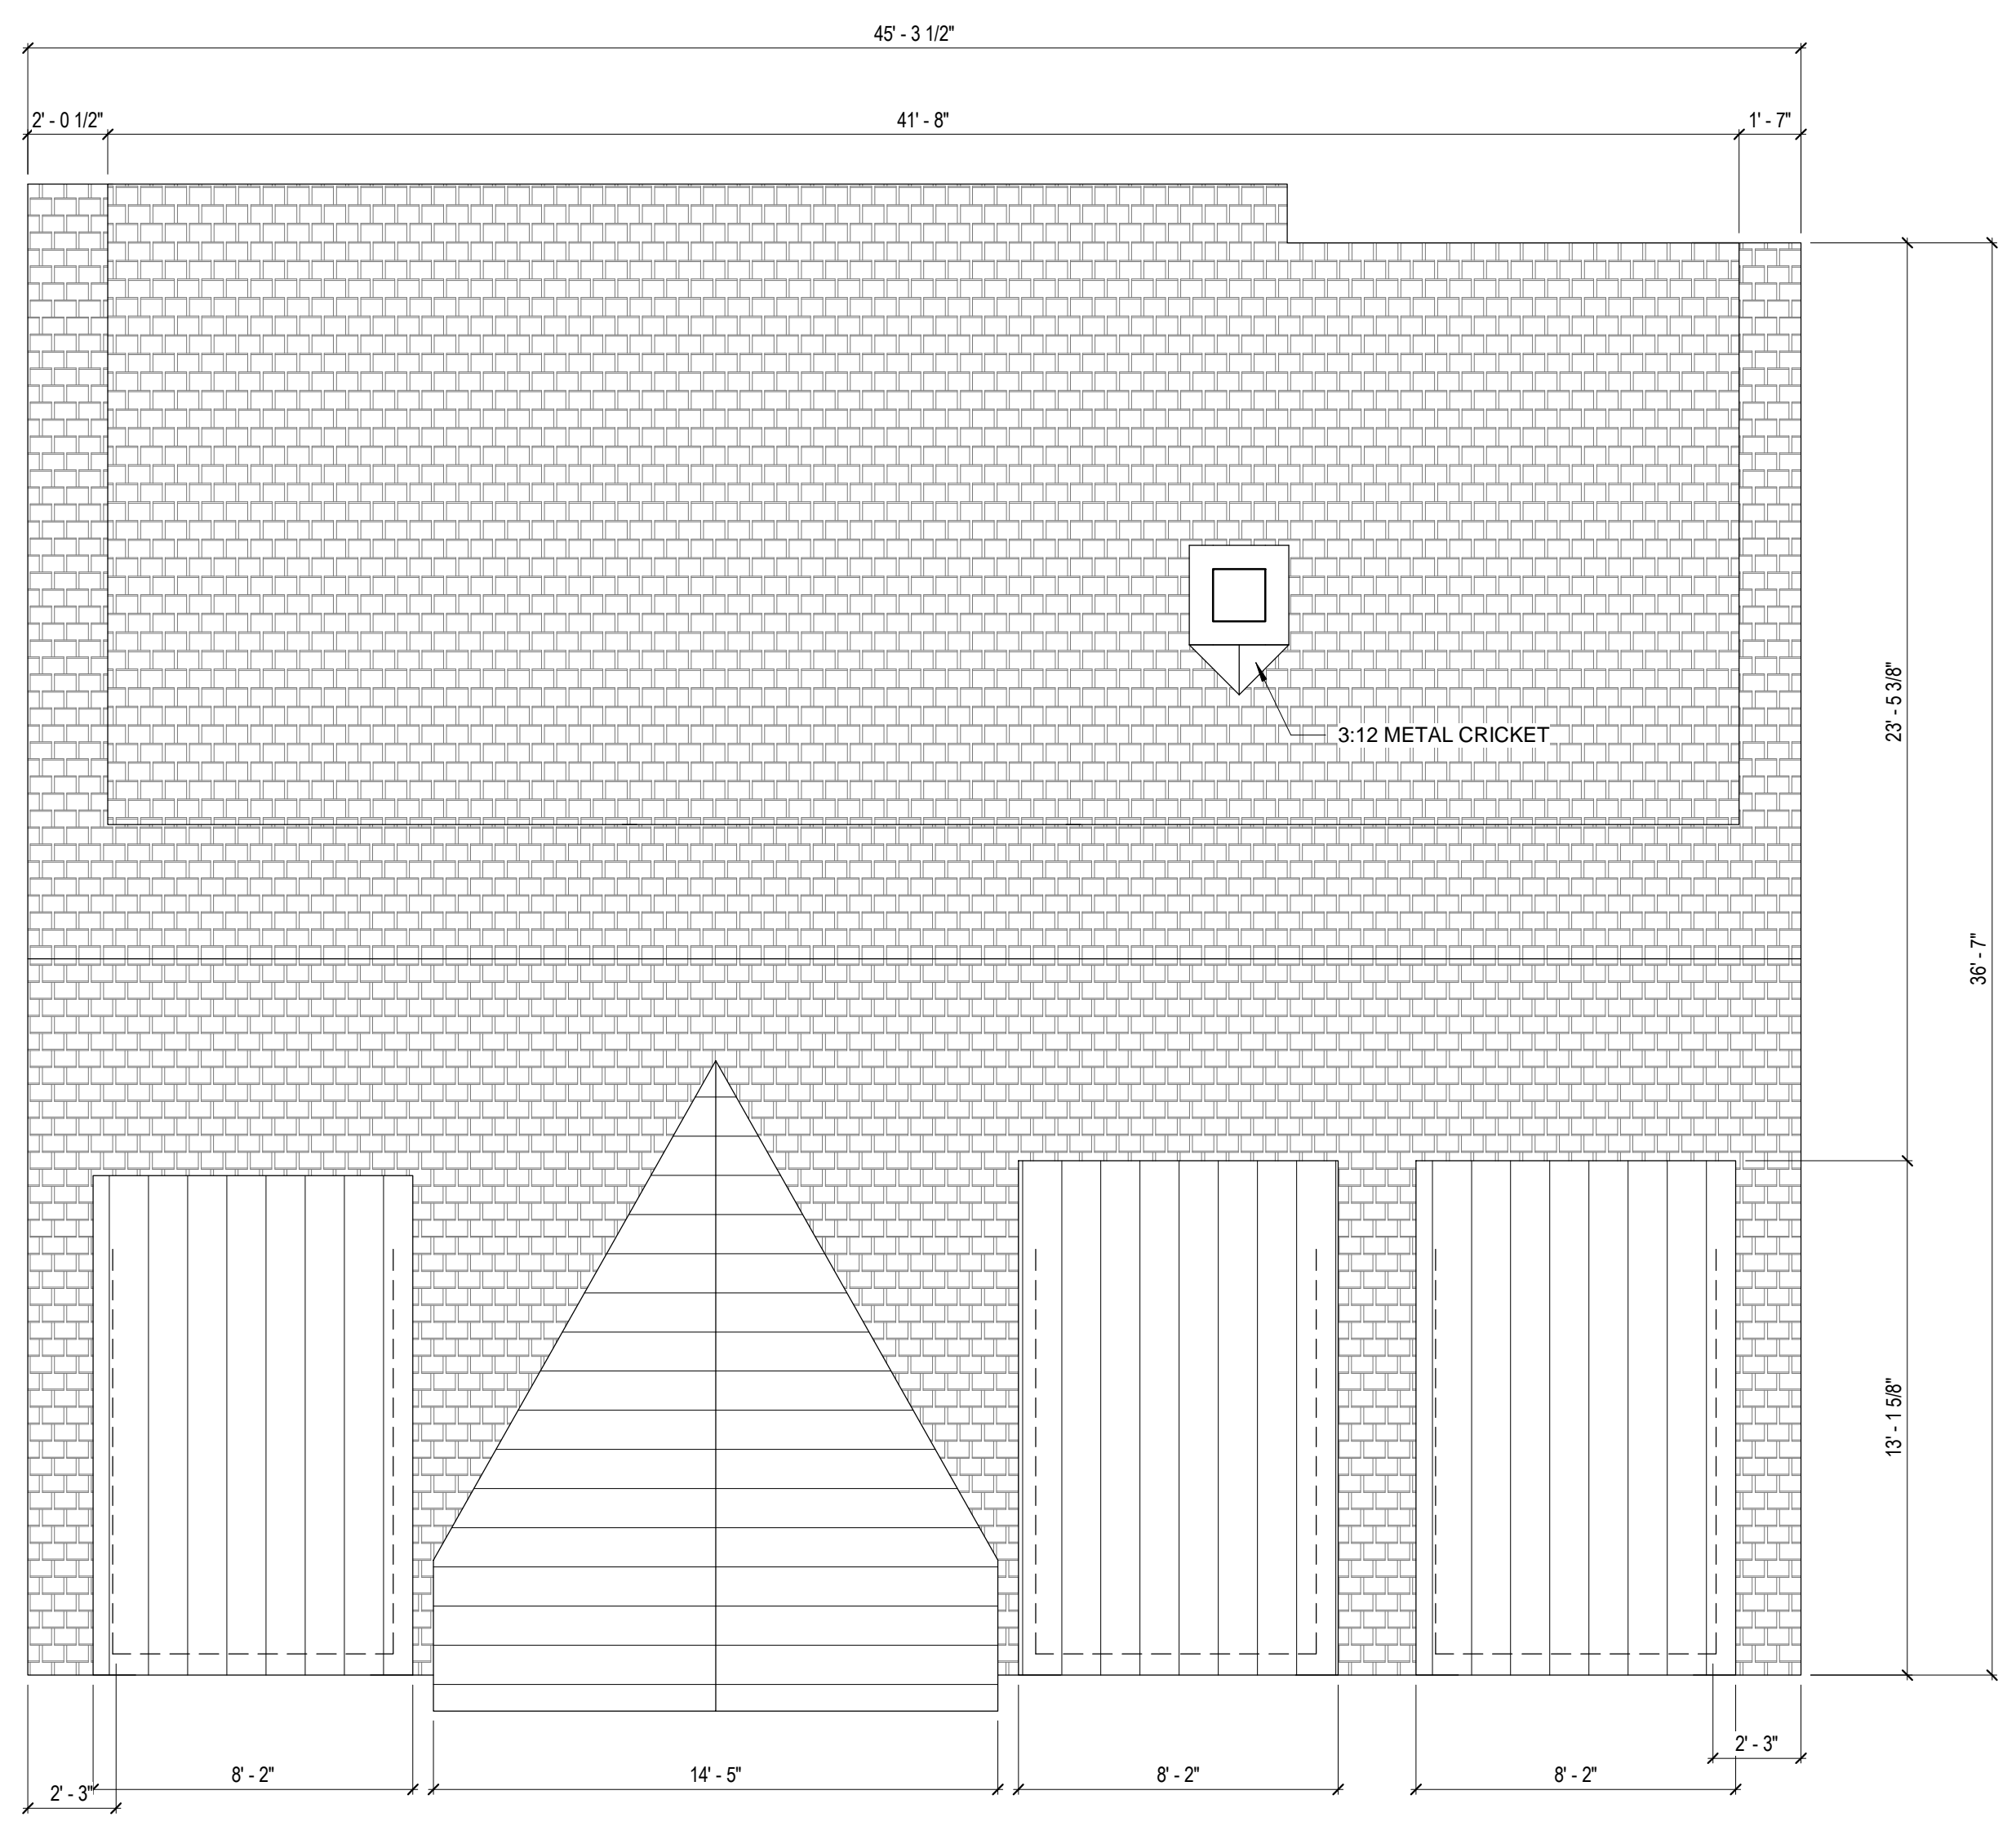 45' - 3 1/2"
2' - 0 1/2"
41' - 8"
1' - 7"
23' - 5 3/8"
3:12 METAL CRICKET
36' - 7"
13' - 1 5/8"
2' - 3"
8' - 2"
14' - 5"
8' - 2"
8' - 2"
2' - 3"